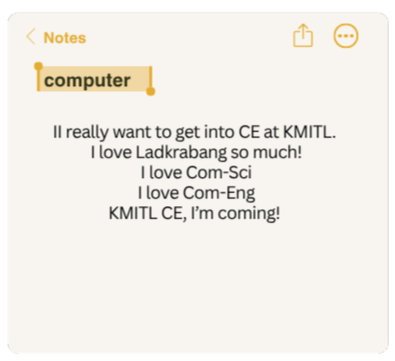 Notes
computer
II really want to get into CE at KMITL.
I love Ladkrabang so much!
I love Com-Sci
I love Com-Eng
KMITL CE, I'm coming!